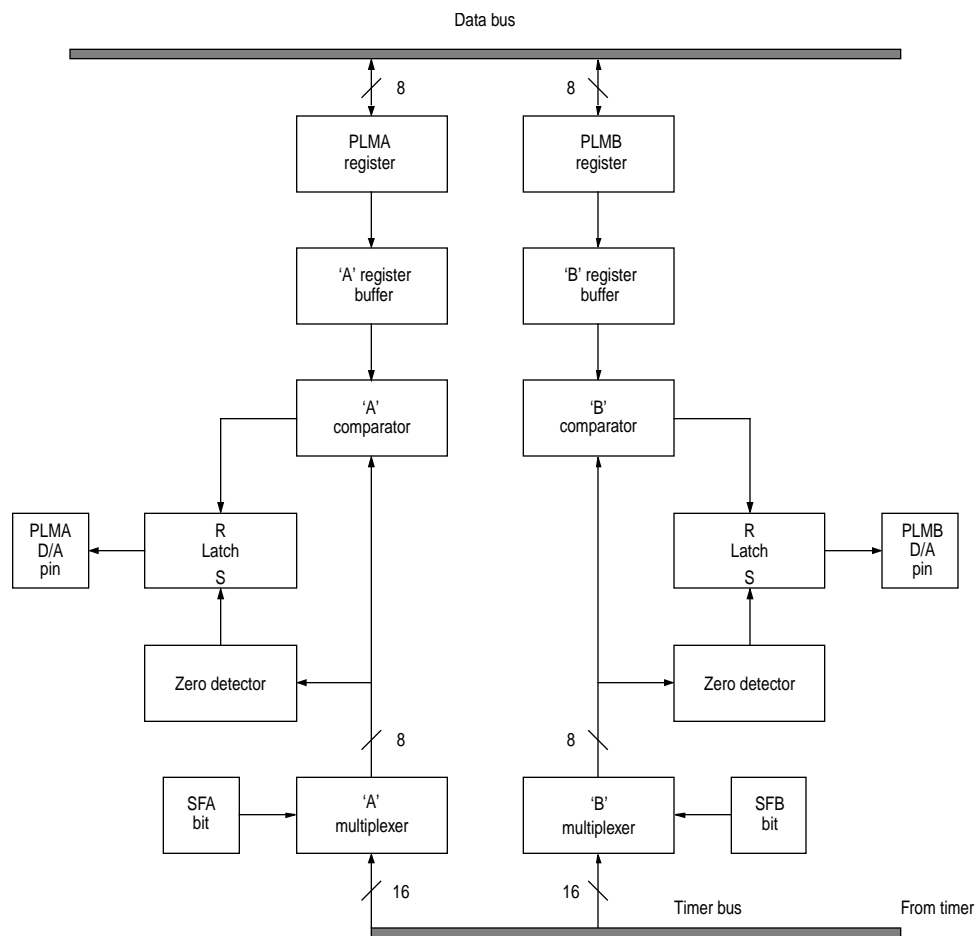 Data bus
8
8
PLMA
register
PLMB
register
‘A’ register
buffer
‘B’ register
buffer
‘A’
comparator
‘B’
comparator
PLMA
D/A
pin
R
Latch
S
R
Latch
S
PLMB
D/A
pin
Zero detector
Zero detector
8
8
SFA
bit
‘A’
multiplexer
‘B’
multiplexer
SFB
bit
16
16
Timer bus
From timer